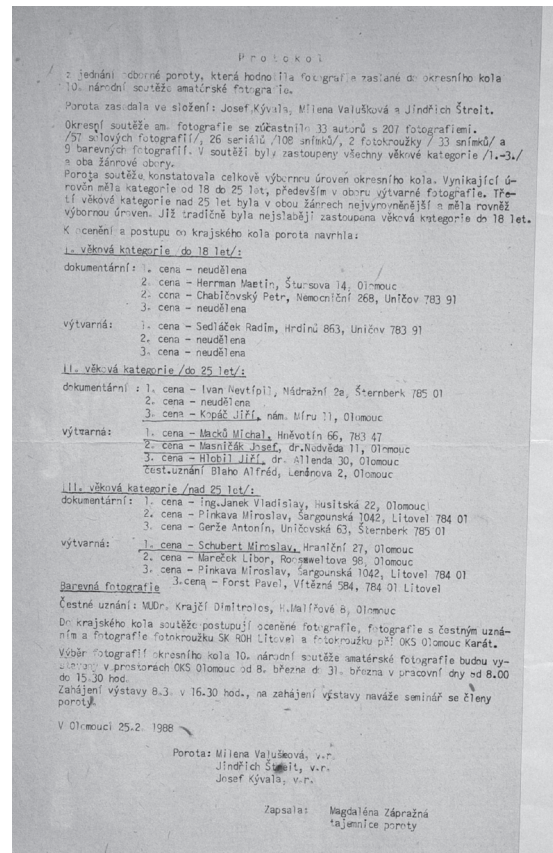 Protokol
z jednání odborné poroty, která hodnotila fotografie zaslané do okresního kola
10. národní soutěže amatérské fotografie.
Porota zasedala ve složení: Josef Kývala, Milena Valušková a Jindřich Štreit.
Okresní soutěže am. fotografie se zúčastnilo 33 autorů s 207 fotografiemi.
/57 sólových fotografií/, 26 seriálů /108 snímků/, 2 fotokroužky / 33 snímků/ a
9 barevných fotografií. V soutěži byly zastoupeny všechny věkové kategorie /1.-3./
a oba žánrové obory.
Porota soutěže konstatovala celkově výbornou úroveň okresního kola. Vynikající ú-
roveň měla kategorie od 18 do 25 let, především v oboru výtvarné fotografie. Tře-
tí věková kategorie nad 25 let byla v obou žánrech nejvyrovněnější a měla rovněž
výbornou úroveň. Již tradičně byla nejslaběji zastoupena věková kategorie do 18 let.
K ocenění a postupu do krajského kola porota navrhla:
I. věková kategorie /do 18 let/:
dokumentární: 1. cena - neudělena
2. cena - Herrman Martin, Štursova 14, Olomouc
2. cena - Chabičovský Petr, Nemocniční 268, Uničov 783 91
3. cena - neudělena
výtvarná: 1. cena - Sedláček Radim, Hrdinů 863, Uničov 783 91
2. cena - neudělena
3. cena - neudělena
II. věková kategorie /do 25 let/:
dokumentární : 1. cena - Ivan Nevtípil, Nádražní 2a, Šternberk 785 01
2. cena - neudělena
3. cena - Kopáč Jiří, nám. Míru 11, Olomouc
výtvarná: 1. cena - Macků Michal, Hněvotín 66, 783 47
2. cena - Masničák Josef, dr.Nedvěda 11, Olomouc
3. cena - Hlobil Jiří, dr. Allenda 30, Olomouc
čest.uznání Blaho Alfréd, Leninova 2, Olomouc
III. věková kategorie /nad 25 let/:
dokumentární: 1. cena - ing.Janek Vladislav, Husitská 22, Olomouc
2. cena - Pinkava Miroslav, Šargounská 1042, Litovel 784 01
3. cena - Gerže Antonín, Uničovská 63, Šternberk 785 01
výtvarná: 1. cena - Schubert Miroslav, Hraniční 27, Olomouc
2. cena - Mareček Libor, Rooseweltova 98, Olomouc
3. cena - Pinkava Miroslav, Šargounská 1042, Litovel 784 01
3.cena - Forst Pavel, Vítězná 584, 784 01 Litovel
Barevná fotografie
Čestné uznání: MUDr. Krajčí Dimitrolos, H.Malířové 8, Olomouc
Do krajského kola soutěže postupují oceněné fotografie, fotografie s čestným uzná-
ním a fotografie fotokroužku SK ROH Litovel a fotokroužku při OKS Olomouc Karát.
Výběr fotografií okresního kola 10. národní soutěže amatérské fotografie budou vy-
staveny v prostorách OKS Olomouc od 8. března do 31. března v pracovní dny od 8.00
do 15.30 hod.
Zahájení výstavy 8.3. v 16.30 hod., na zahájení výstavy naváže seminář se členy
poroty.
V Olomouci 25.2. 1988
Porota: Milena Valušková, v.r.
Jindřich Štreit, v.r.
Josef Kývala, v.r.
Zapsala: Magdaléna Zápražná
tajemnice poroty